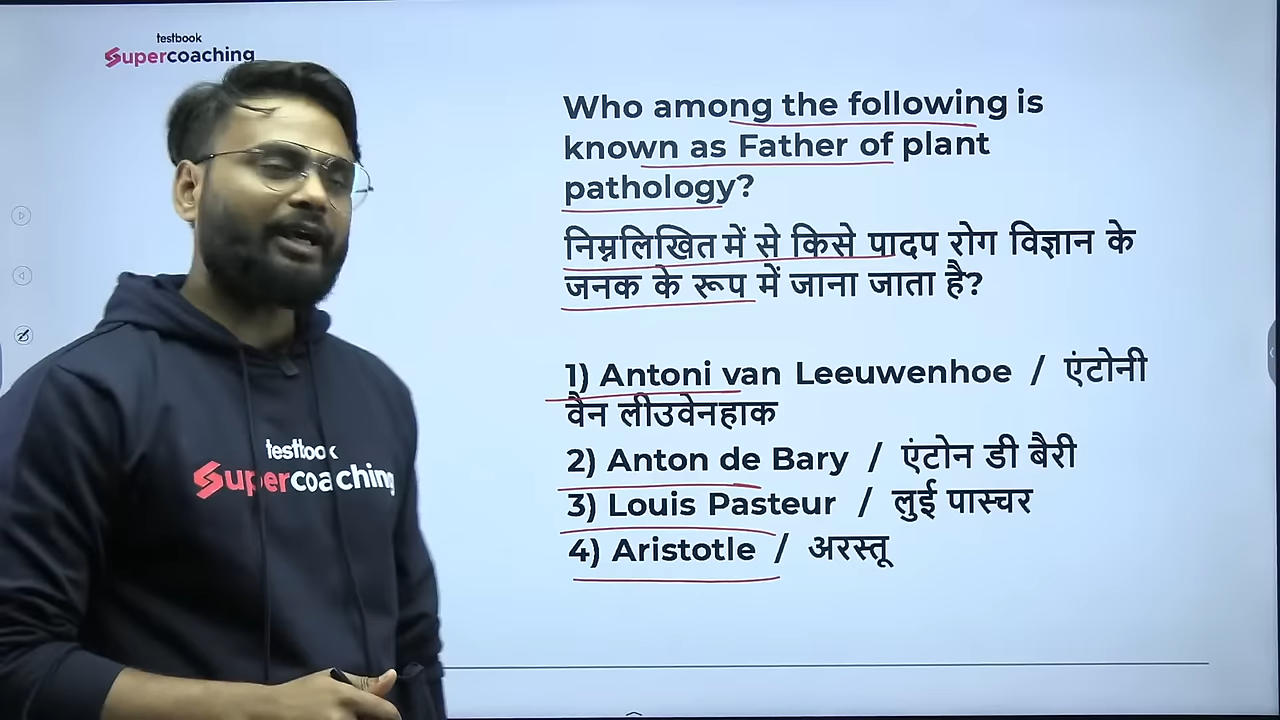 testbook
Supercoaching
Who among the following is
known as Father of plant
pathology?
निम्नलिखित में से किसे पादप रोग विज्ञान के
जनक के रूप में जाना जाता है?
1) Antoni van Leeuwenhoe / एंटोनी
वैन लीउवेनहाक
2) Anton de Bary / एंटोन डी बैरी
3) Louis Pasteur / लुई पास्चर
4) Aristotle / अरस्तू
testbook
Supercoaching